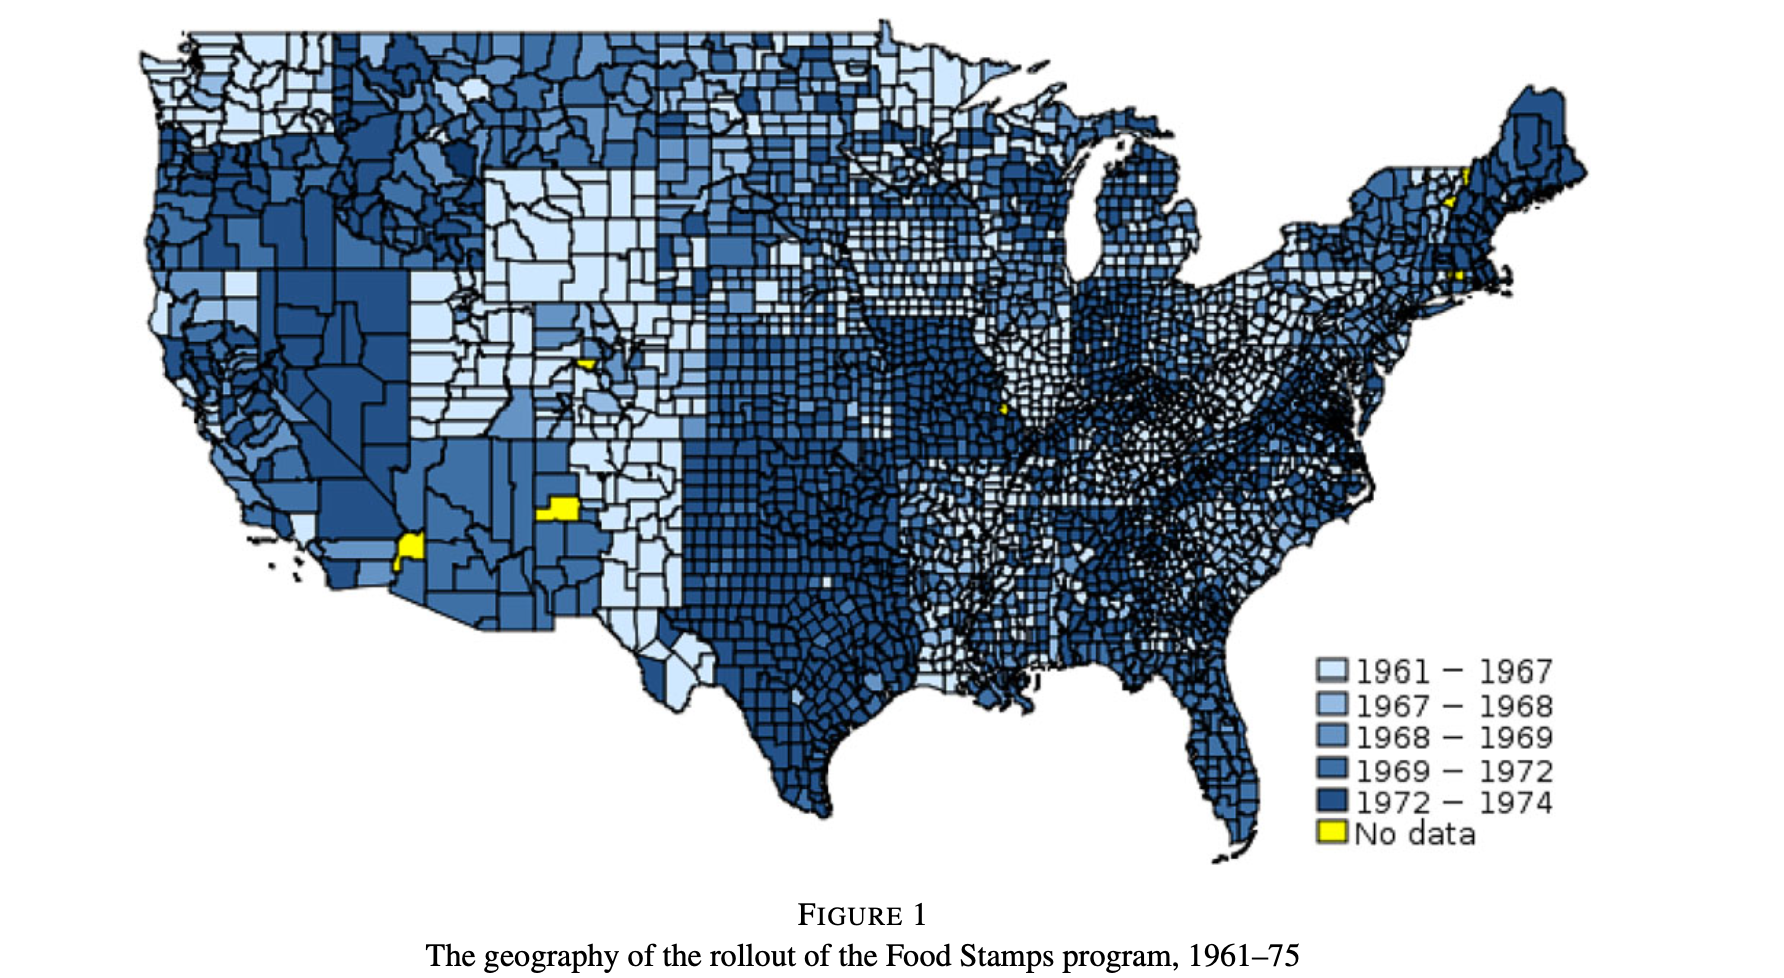 1961 – 1967
1967 – 1968
1968 – 1969
1969 – 1972
1972 – 1974
No data
FIGURE 1
The geography of the rollout of the Food Stamps program, 1961–75